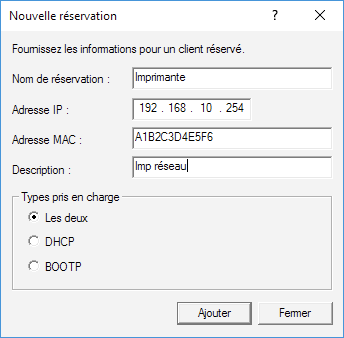 Nouvelle réservation
Fournissez les informations pour un client réservé.
Nom de réservation : Imprimante
Adresse IP : 192 . 168 . 10 . 254
Adresse MAC : A1B2C3D4E5F6
Description : Imp réseau
Types pris en charge
Les deux
DHCP
BOOTP
Ajouter Fermer